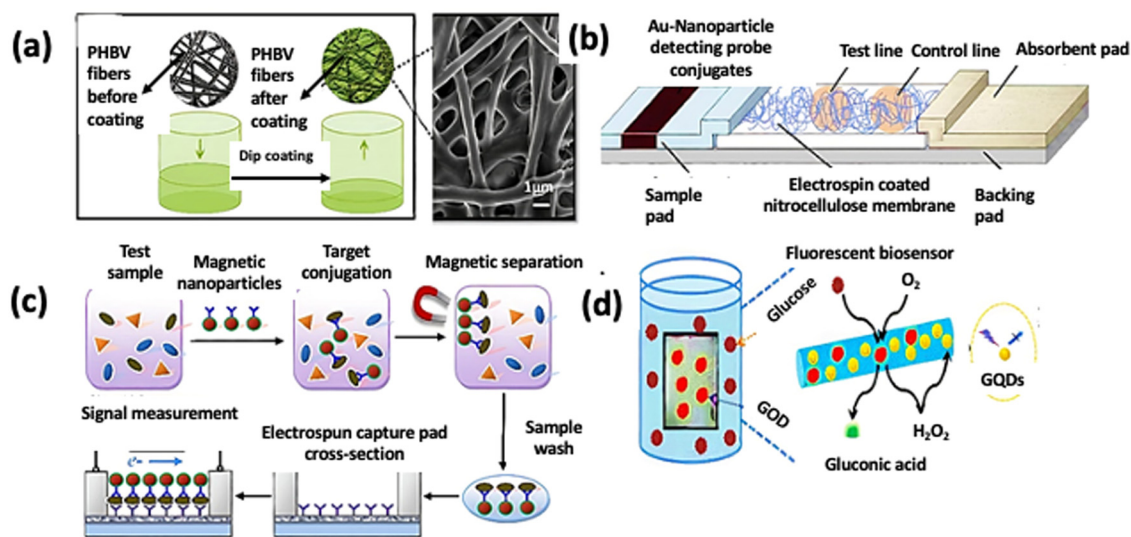 (a)
PHBV
fibers
before
coating
PHBV
fibers
after
coating
Dip coating
1μm
(b)
Au-Nanoparticle
detecting probe
conjugates
Test line
Control line
Absorbent pad
Sample
pad
Electrospin coated
nitrocellulose membrane
Backing
pad
(c)
Test
sample
Magnetic
nanoparticles
Target
conjugation
Magnetic separation
Sample
wash
Electrospun capture pad
cross-section
Signal measurement
e-
(d)
Fluorescent biosensor
Glucose
O₂
GOD
GQDs
H₂O₂
Gluconic acid